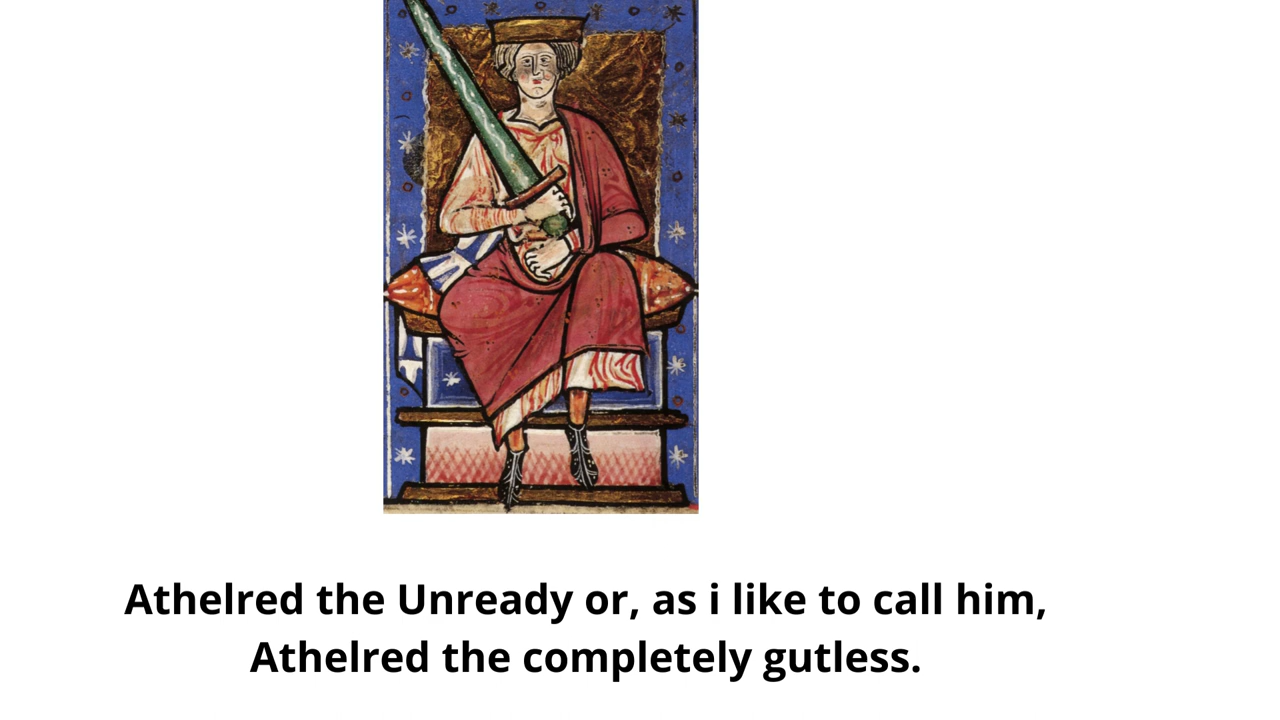 Athelred the Unready or, as i like to call him,
Athelred the completely gutless.